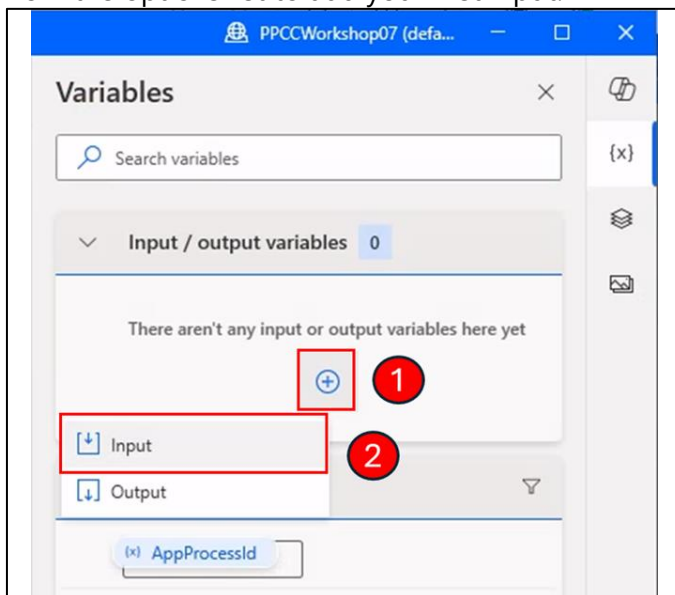 PPCCWorkshop07 (defa...
Variables
Search variables
{x}
Input / output variables 0
There aren't any input or output variables here yet
1
Input
2
Output
{x} AppProcessId